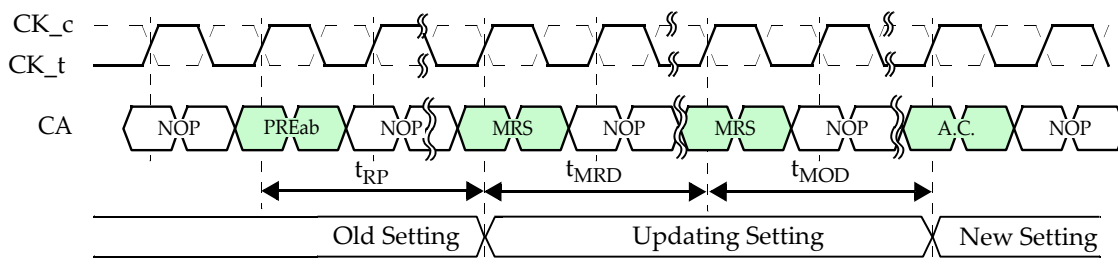 CK_c
CK_t
CA NOP PREab NOP MRS NOP MRS NOP A.C. NOP
tRP tMRD tMOD
Old Setting Updating Setting New Setting